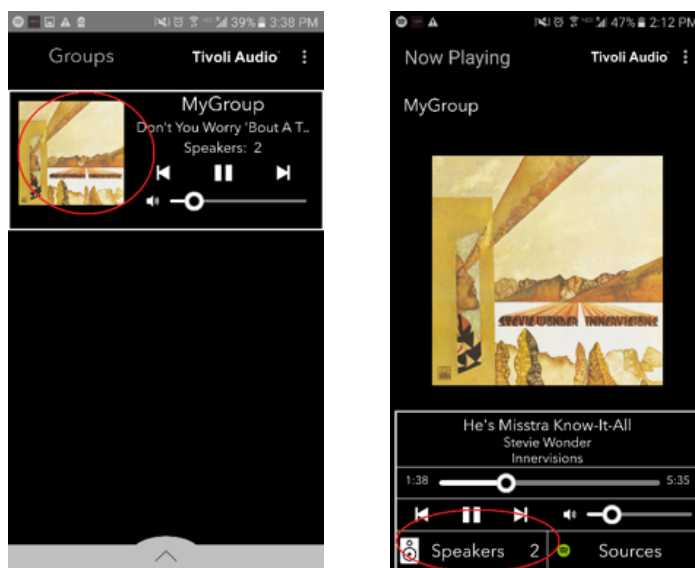 39% 3:38 PM
Groups
Tivoli Audio
MyGroup
Don't You Worry 'Bout A T..
Speakers: 2
47% 2:12 PM
Now Playing
Tivoli Audio
MyGroup
STEVIE WONDER INNERVISIONS
He's Misstra Know-It-All
Stevie Wonder
Innervisions
1:38
5:35
Speakers 2
Sources